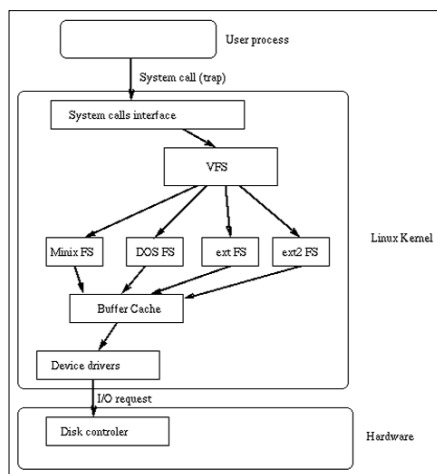 User process
System call (trap)
System calls interface
VFS
Minix FS
DOS FS
ext FS
ext2 FS
Linux Kernel
Buffer Cache
Device drivers
I/O request
Disk controler
Hardware